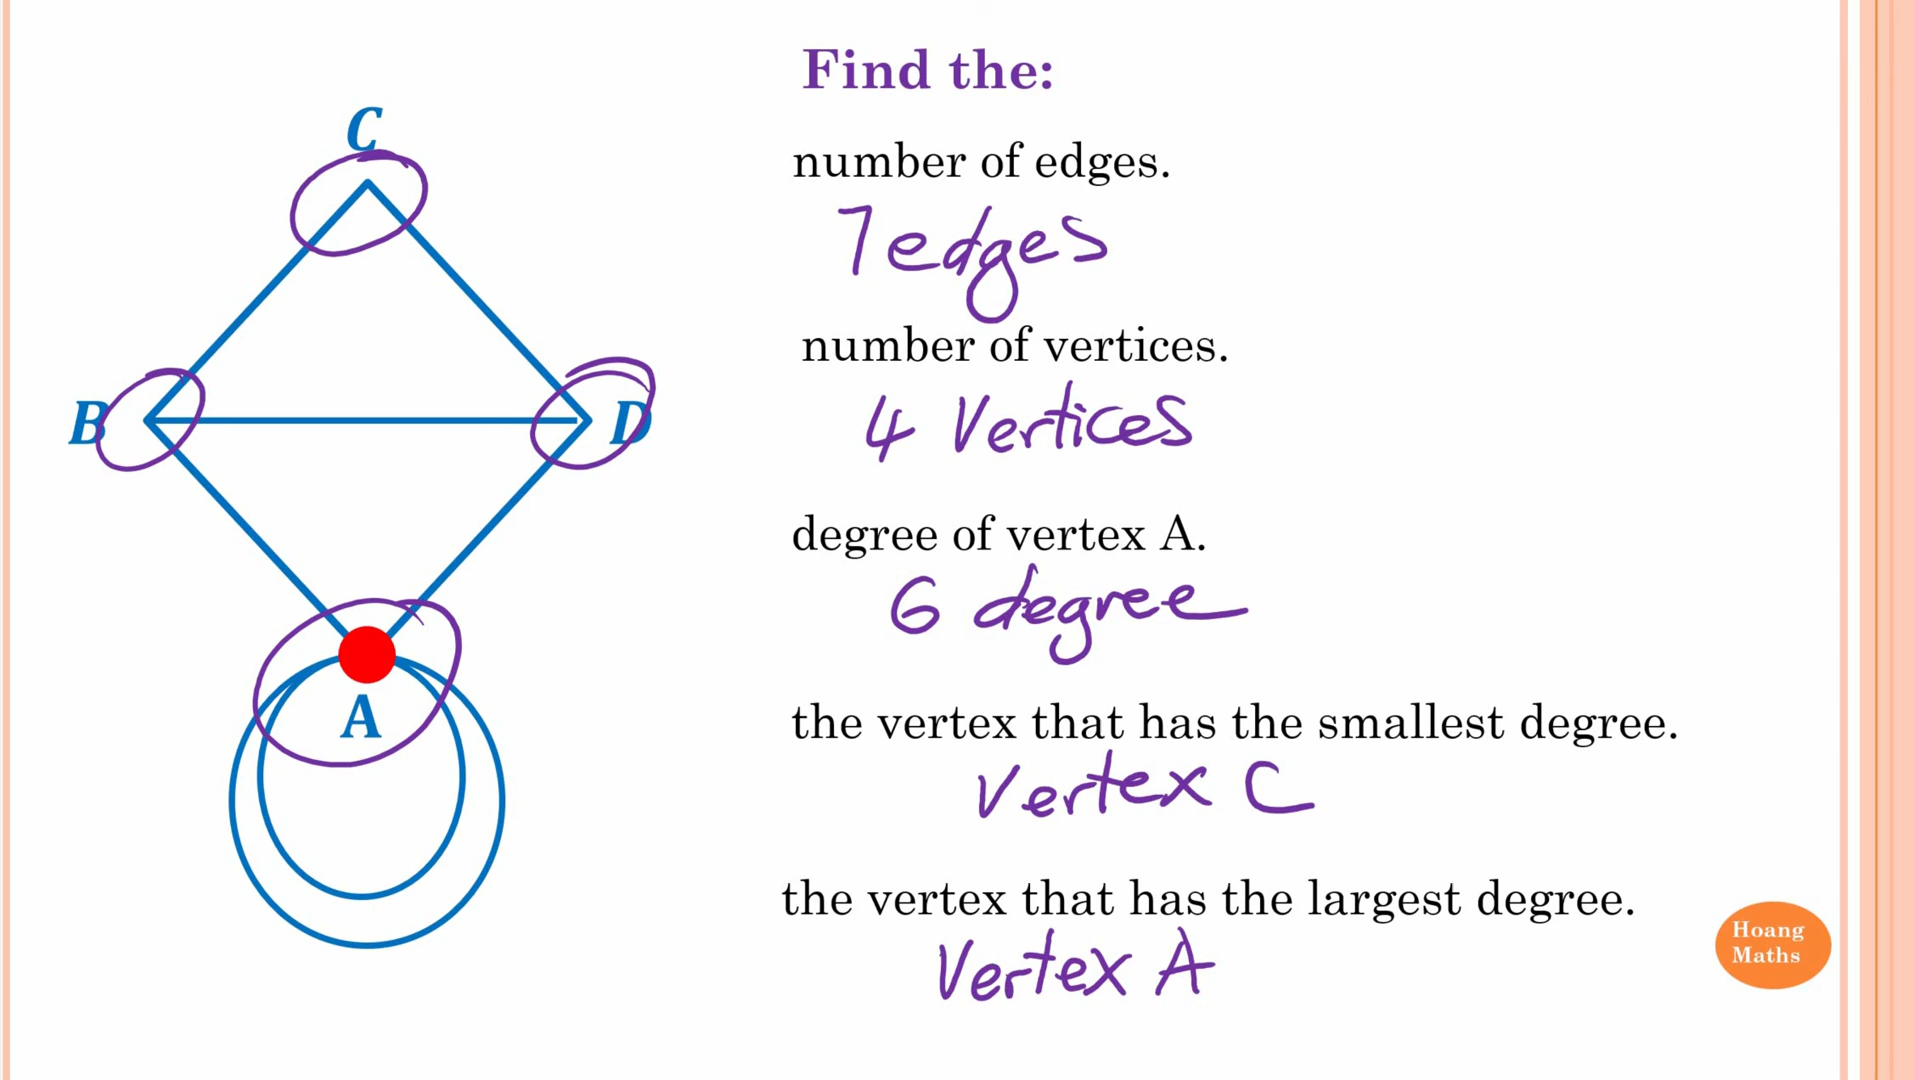 Find the:
number of edges.
7 edges
number of vertices.
4 Vertices
degree of vertex A.
6 degree
the vertex that has the smallest degree.
Vertex C
the vertex that has the largest degree.
Vertex A
C
B
D
A
Hoang
Maths